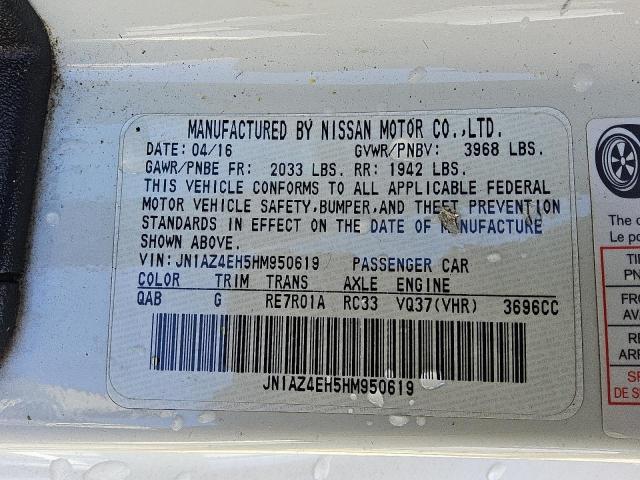 MANUFACTURED BY NISSAN MOTOR CO.,LTD.
DATE: 04/16 GVWR/PNBV: 3968 LBS.
GAWR/PNBE FR: 2033 LBS. RR: 1942 LBS.
THIS VEHICLE CONFORMS TO ALL APPLICABLE FEDERAL
MOTOR VEHICLE SAFETY,BUMPER,AND THEFT PREVENTION
STANDARDS IN EFFECT ON THE DATE OF MANUFACTURE
SHOWN ABOVE.
VIN:JN1AZ4EH5HM950619 PASSENGER CAR
COLOR TRIM TRANS AXLE ENGINE
QAB G RE7R01A RC33 VQ37(VHR) 3696CC
JN1AZ4EH5HM950619
The
Le